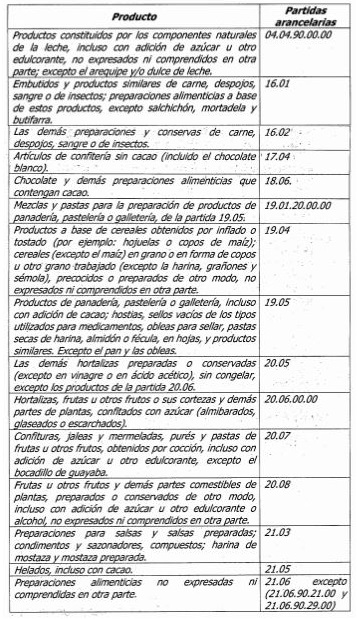 Producto
Partidas
arancelarias
Productos constituidos por los componentes naturales
de la leche, incluso con adición de azúcar u otro
edulcorante, no expresados ni comprendidos en otra
parte; excepto el arequipe y/o dulce de leche.
04.04.90.00.00
Embutidos y productos similares de carne, despojos,
sangre o de insectos; preparaciones alimenticias a base
de estos productos, excepto salchichón, mortadela y
butifarra.
16.01
Las demás preparaciones y conservas de carne,
despojos, sangre o de insectos.
16.02
Artículos de confitería sin cacao (incluido el chocolate
blanco).
17.04
Chocolate y demás preparaciones alimenticias que
contengan cacao.
18.06.
Mezclas y pastas para la preparación de productos de
panadería, pastelería o galletería, de la partida 19.05.
19.01.20.00.00
Productos a base de cereales obtenidos por inflado o
tostado (por ejemplo: hojuelas o copos de maíz);
cereales (excepto el maíz) en grano o en forma de copos
u otro grano trabajado (excepto la harina, grañones y
sémola), precocidos o preparados de otro modo, no
expresados ni comprendidos en otra parte.
19.04
Productos de panadería, pastelería o galletería, incluso
con adición de cacao; hostias, sellos vacíos de los tipos
utilizados para medicamentos, obleas para sellar, pastas
secas de harina, almidón o fécula, en hojas, y productos
similares. Excepto el pan y las obleas.
19.05
Las demás hortalizas preparadas o conservadas
(excepto en vinagre o en ácido acético), sin congelar,
excepto los productos de la partida 20.06.
20.05
Hortalizas, frutas u otros frutos o sus cortezas y demás
partes de plantas, confitados con azúcar (almibarados,
glaseados o escarchados).
20.06.00.00
Confituras, jaleas y mermeladas, purés y pastas de
frutas u otros frutos, obtenidos por cocción, incluso con
adición de azúcar u otro edulcorante, excepto el
bocadillo de guayaba.
20.07
Frutas u otros frutos y demás partes comestibles de
plantas, preparados o conservados de otro modo,
incluso con adición de azúcar u otro edulcorante o
alcohol, no expresados ni comprendidos en otra parte.
20.08
Preparaciones para salsas y salsas preparadas;
condimentos y sazonadores, compuestos; harina de
mostaza y mostaza preparada.
21.03
Helados, incluso con cacao.
21.05
Preparaciones alimenticias no expresadas ni
comprendidas en otra parte.
21.06 excepto
(21.06.90.21.00 y
21.06.90.29.00)